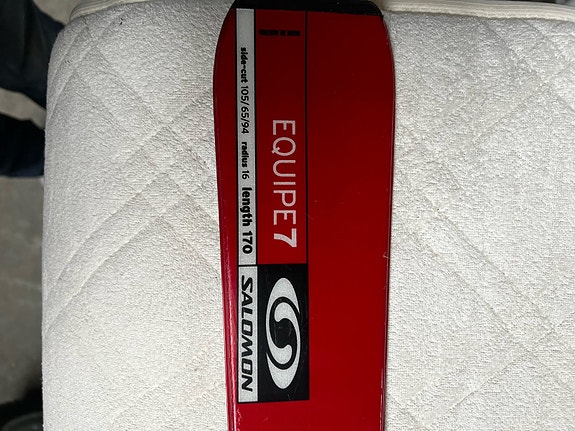 side-cut 105/65/94 radius 16 length 170
EQUIPE7
SALOMON